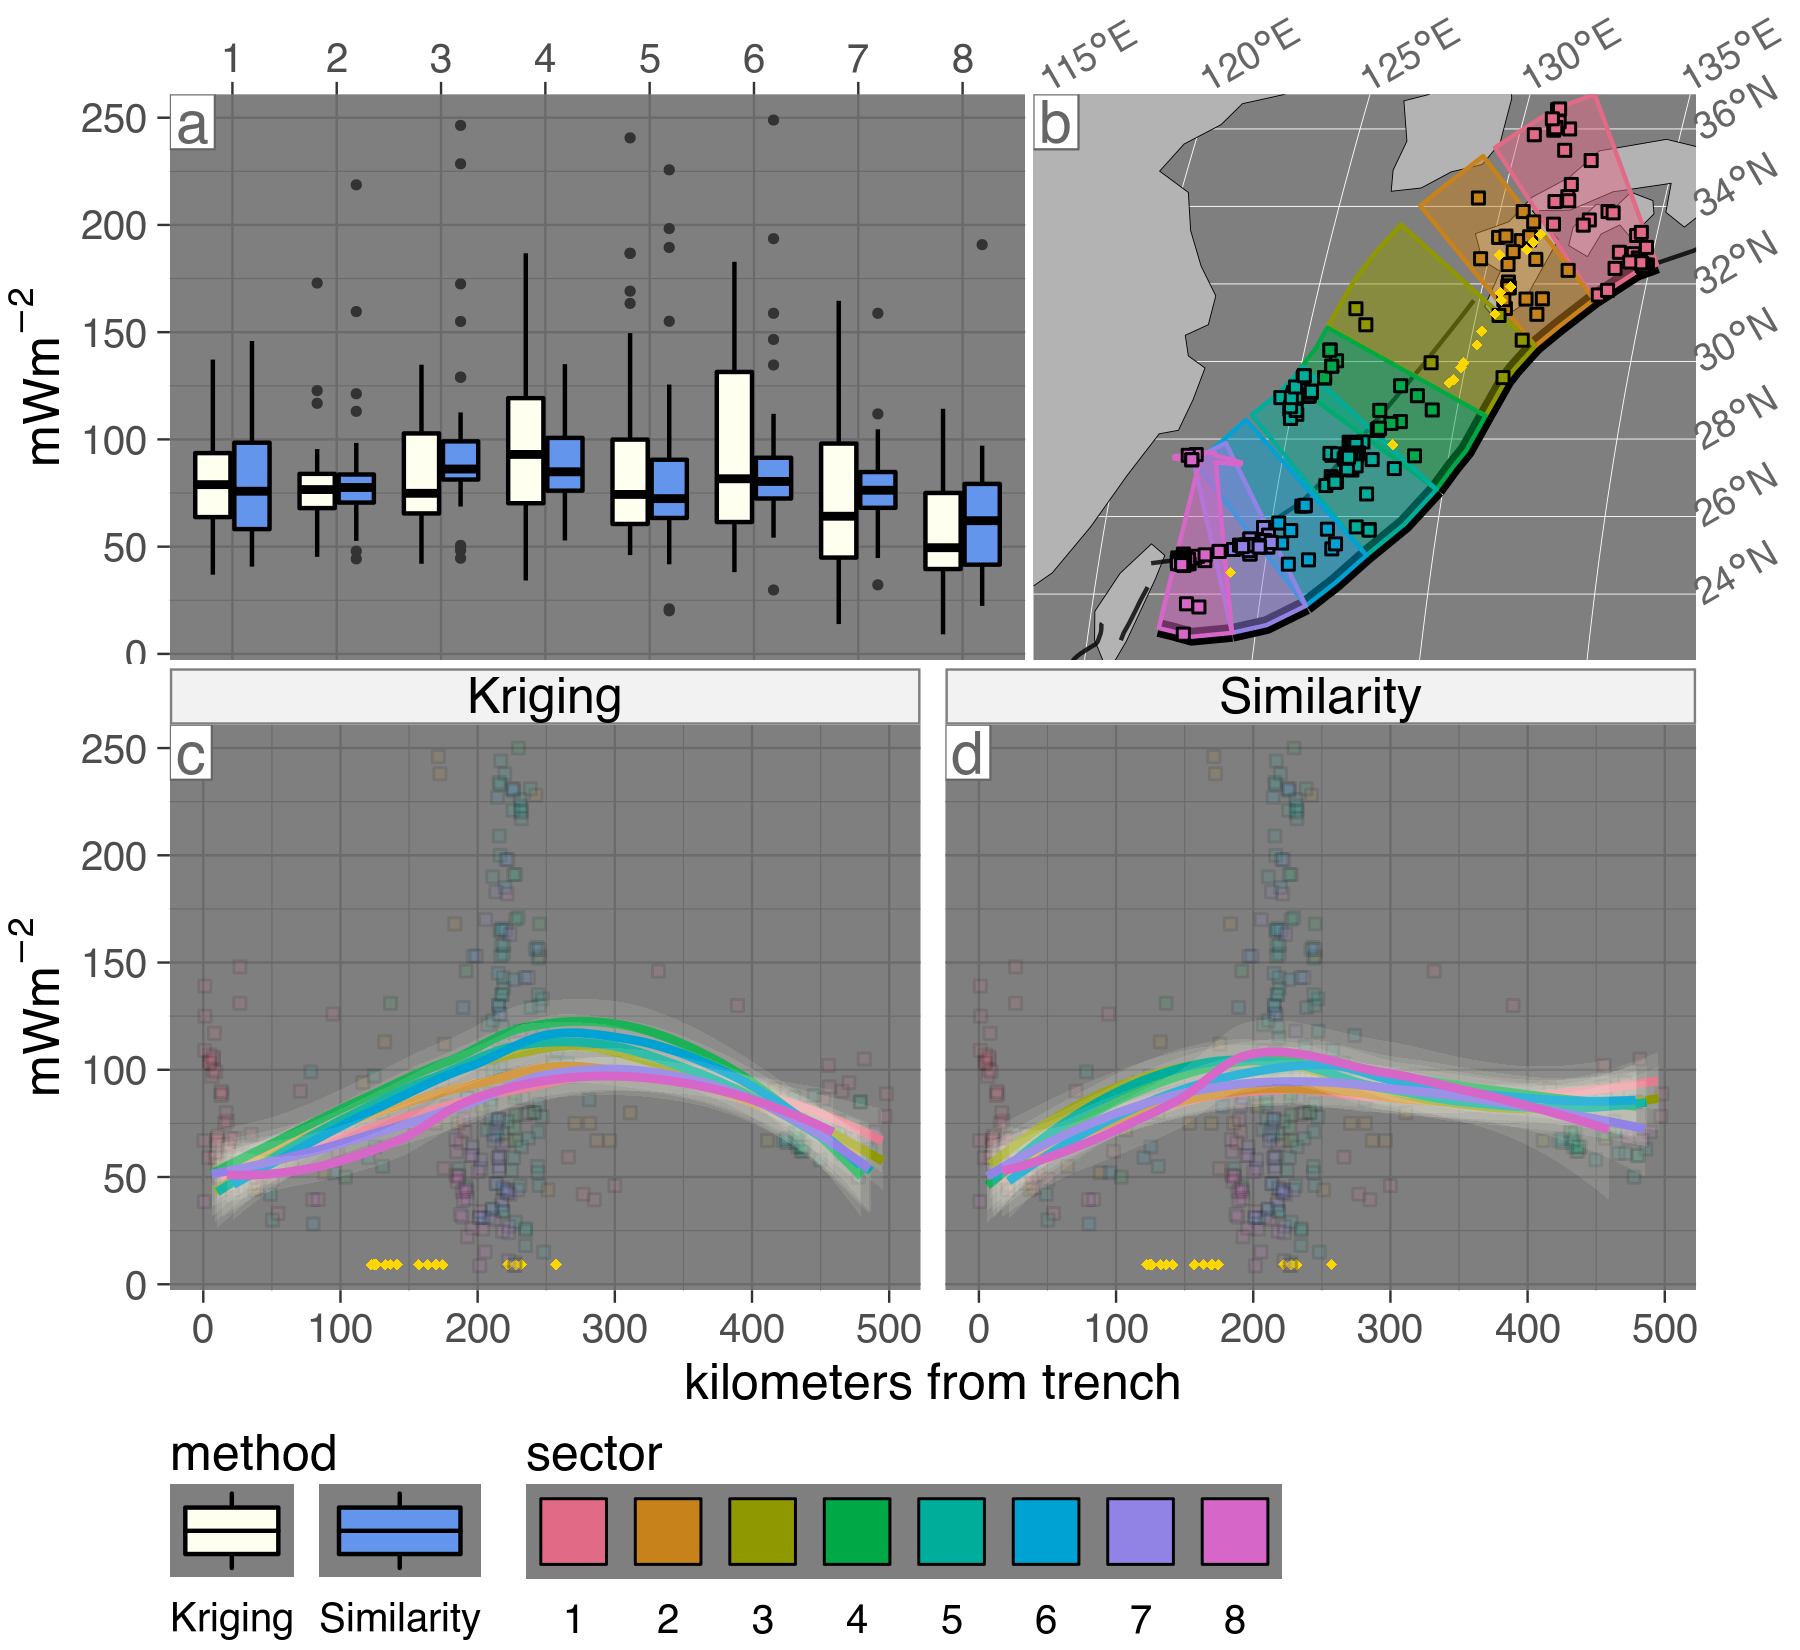 1 2 3 4 5 6 7 8
115°E 120°E 125°E 130°E 135°E
a
b
250
200
150
100
50
0
mWm−2
36°N
34°N
32°N
30°N
28°N
26°N
24°N
Kriging
Similarity
c
d
250
200
150
100
50
0
mWm−2
0 100 200 300 400 500
0 100 200 300 400 500
kilometers from trench
method
sector
Kriging Similarity
1 2 3 4 5 6 7 8